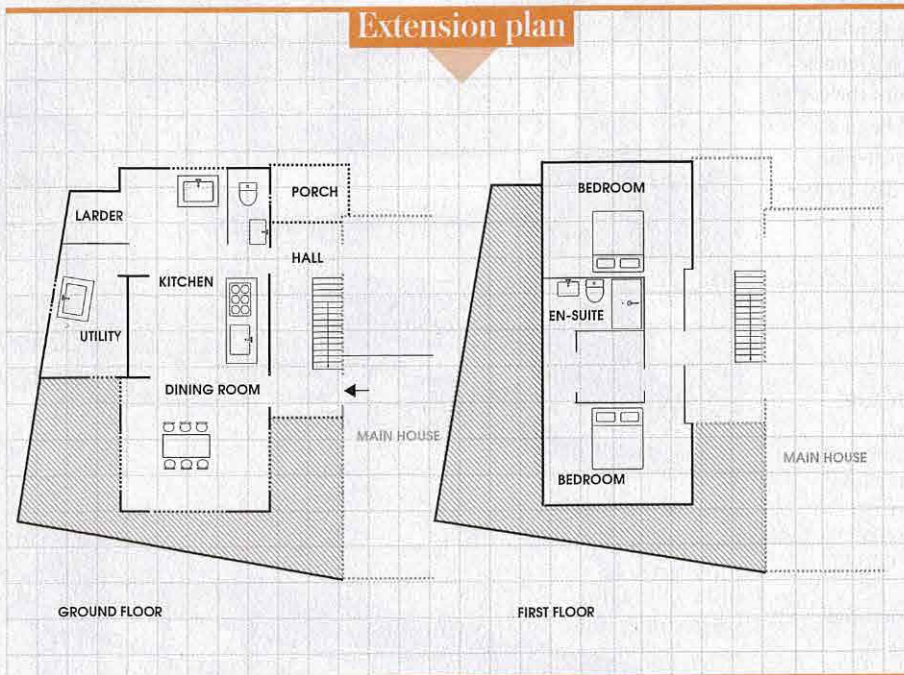 Extension plan
PORCH
LARDER
HALL
KITCHEN
UTILITY
DINING ROOM
MAIN HOUSE
GROUND FLOOR
BEDROOM
EN-SUITE
BEDROOM
MAIN HOUSE
FIRST FLOOR